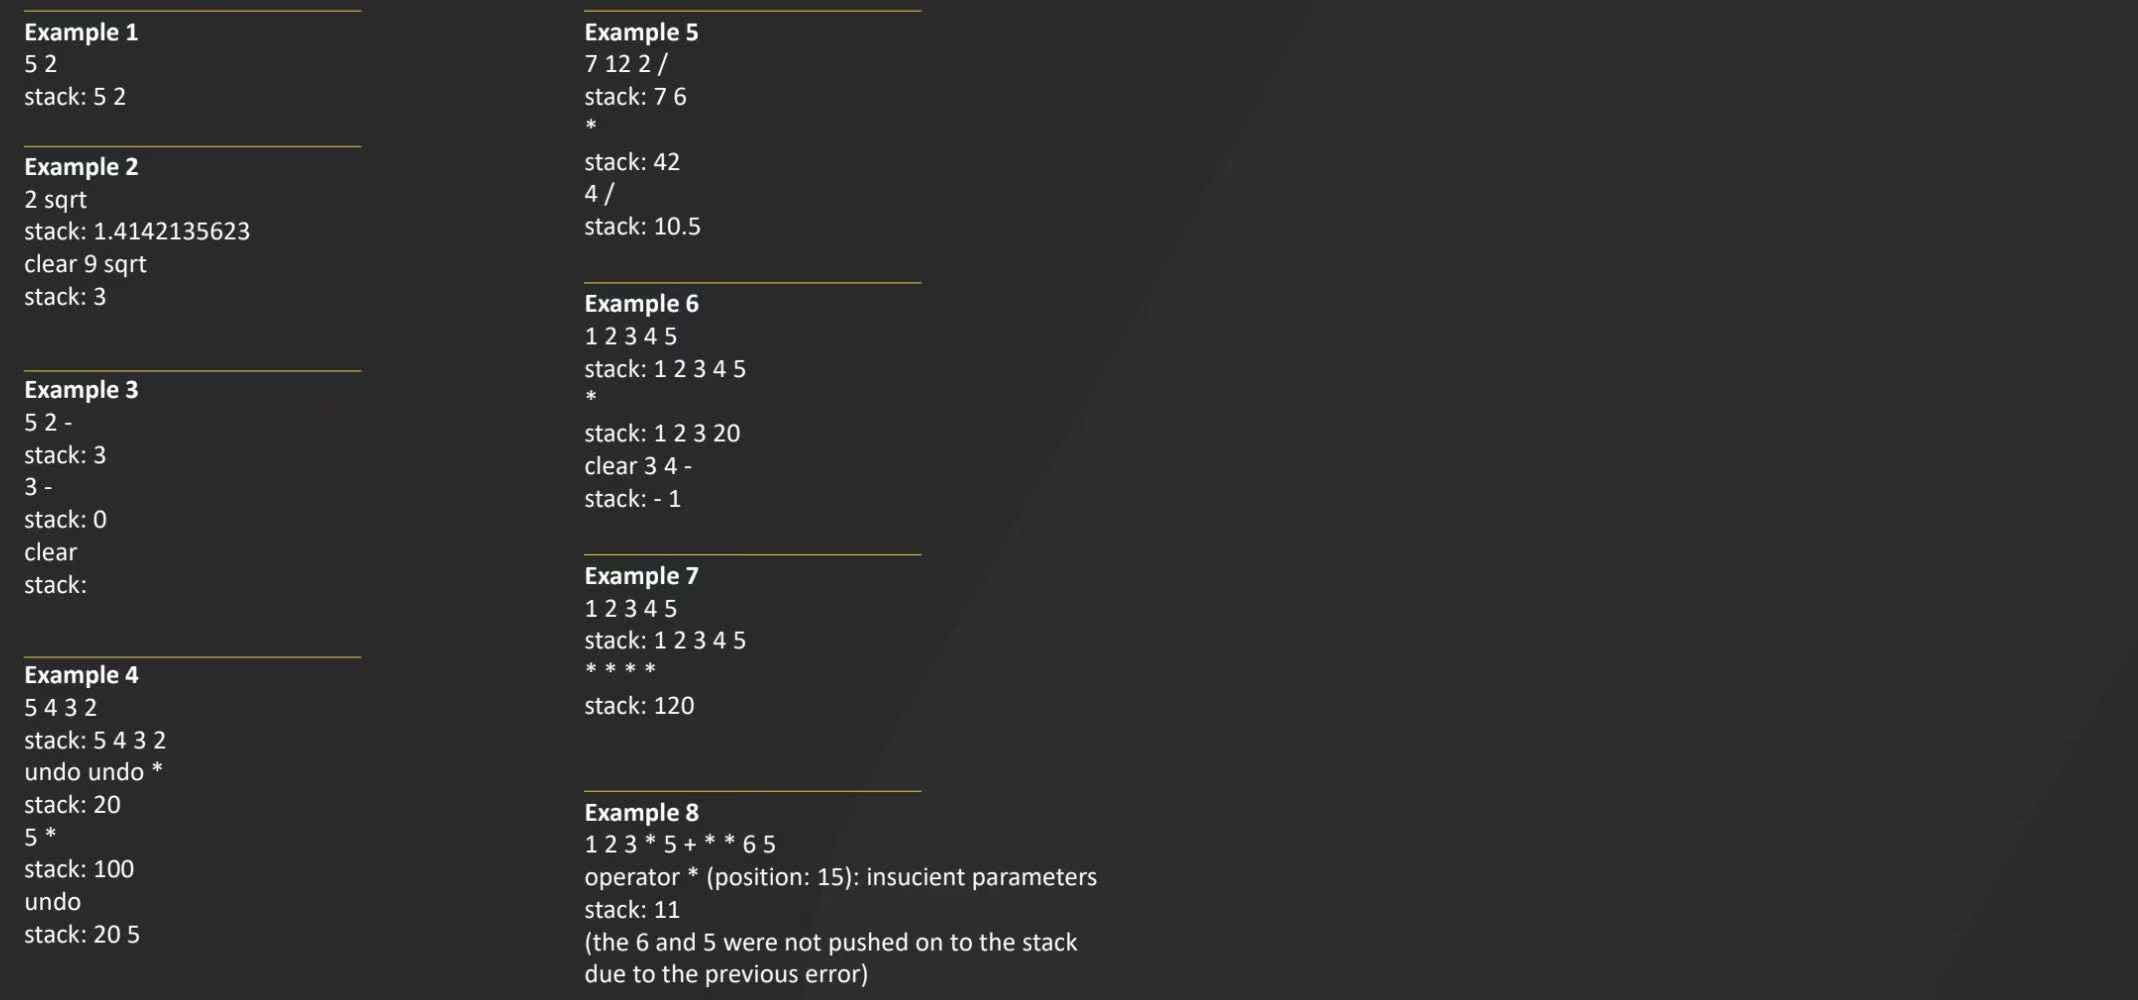 Example 1
5 2
stack: 5 2
Example 2
2 sqrt
stack: 1.4142135623
clear 9 sqrt
stack: 3
Example 3
5 2 -
stack: 3
3 -
stack: 0
clear
stack:
Example 4
5 4 3 2
stack: 5 4 3 2
undo undo *
stack: 20
5 *
stack: 100
undo
stack: 20 5
Example 5
7 12 2 /
stack: 7 6
*
stack: 42
4 /
stack: 10.5
Example 6
1 2 3 4 5
stack: 1 2 3 4 5
*
stack: 1 2 3 20
clear 3 4 -
stack: - 1
Example 7
1 2 3 4 5
stack: 1 2 3 4 5
* * * *
stack: 120
Example 8
1 2 3 * 5 + * * 6 5
operator * (position: 15): insucient parameters
stack: 11
(the 6 and 5 were not pushed on to the stack
due to the previous error)